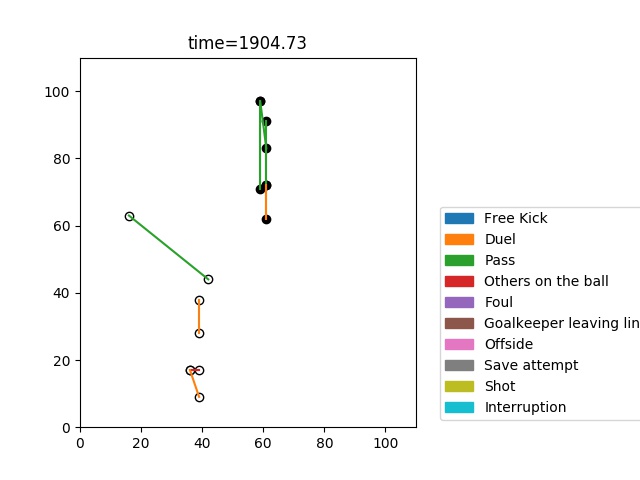 time=1904.73
100
80
60
40
20
0
0 20 40 60 80 100
Free Kick
Duel
Pass
Others on the ball
Foul
Goalkeeper leaving lin
Offside
Save attempt
Shot
Interruption